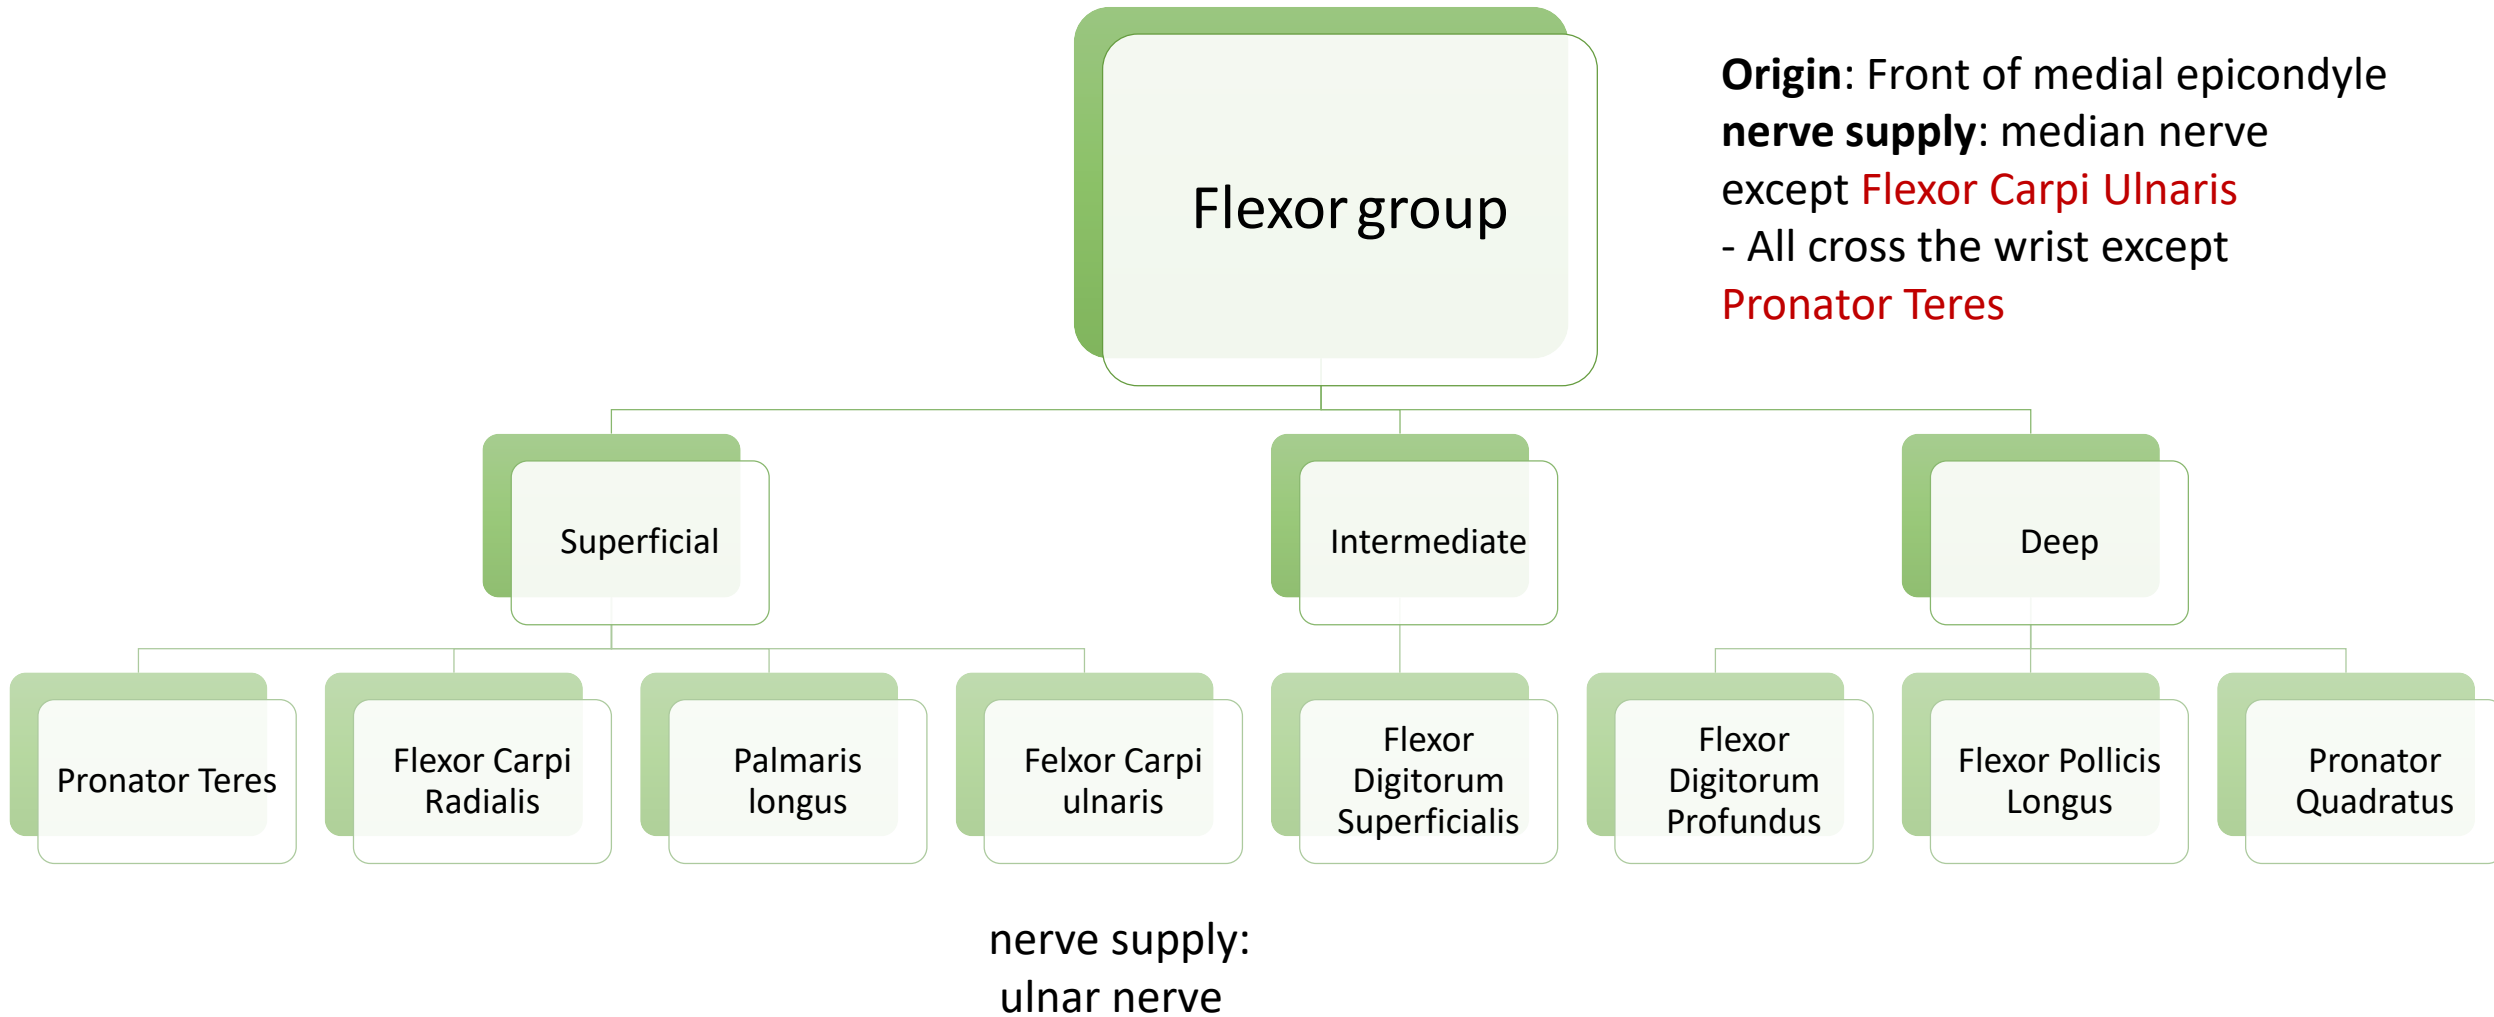 Flexor group
Origin: Front of medial epicondyle
nerve supply: median nerve
except Flexor Carpi Ulnaris
- All cross the wrist except
Pronator Teres
Superficial
Intermediate
Deep
Pronator Teres
Flexor Carpi
Radialis
Palmaris
longus
Felxor Carpi
ulnaris
Flexor
Digitorum
Superficialis
Flexor
Digitorum
Profundus
Flexor Pollicis
Longus
Pronator
Quadratus
nerve supply:
ulnar nerve